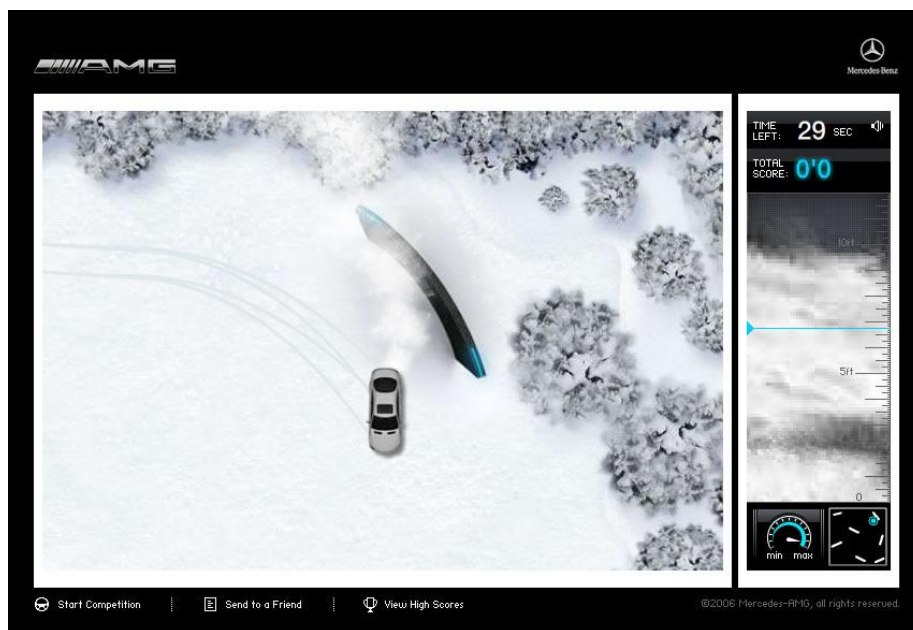 AMG
Mercedes-Benz
TIME LEFT: 29 SEC
TOTAL SCORE: 0'0
10ft
5ft
0
min max
Start Competition
Send to a Friend
View High Scores
©2006 Mercedes-AMG, all rights reserved.